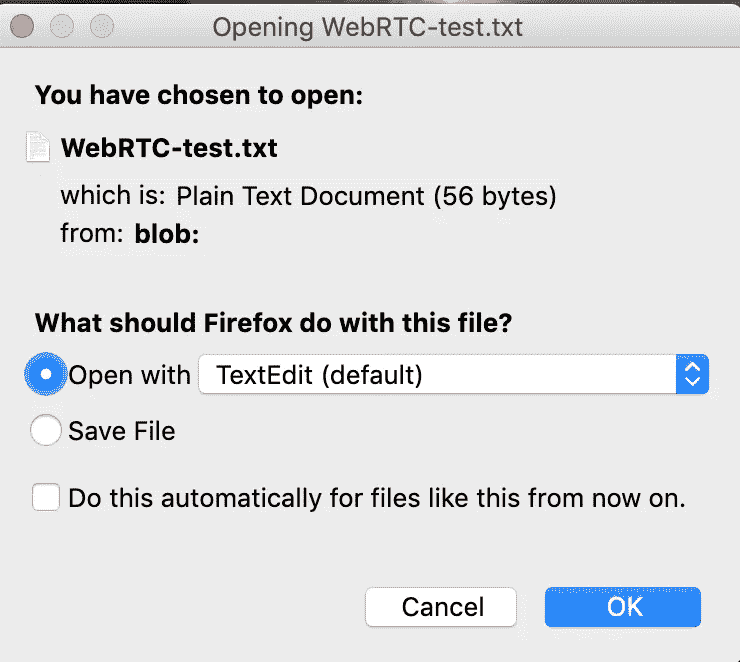 Opening WebRTC-test.txt
You have chosen to open:
WebRTC-test.txt
which is: Plain Text Document (56 bytes)
from: blob:
What should Firefox do with this file?
Open with TextEdit (default)
Save File
Do this automatically for files like this from now on.
Cancel OK